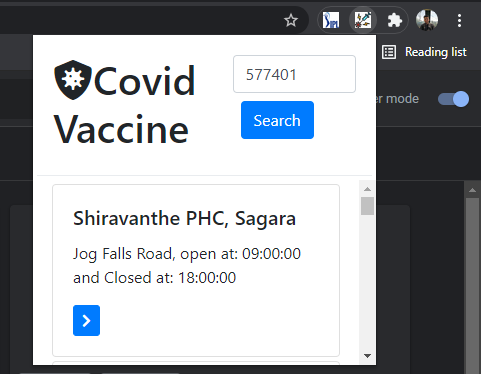 Reading list
Covid
Vaccine
577401
Search
er mode
Shiravanthe PHC, Sagara
Jog Falls Road, open at: 09:00:00
and Closed at: 18:00:00